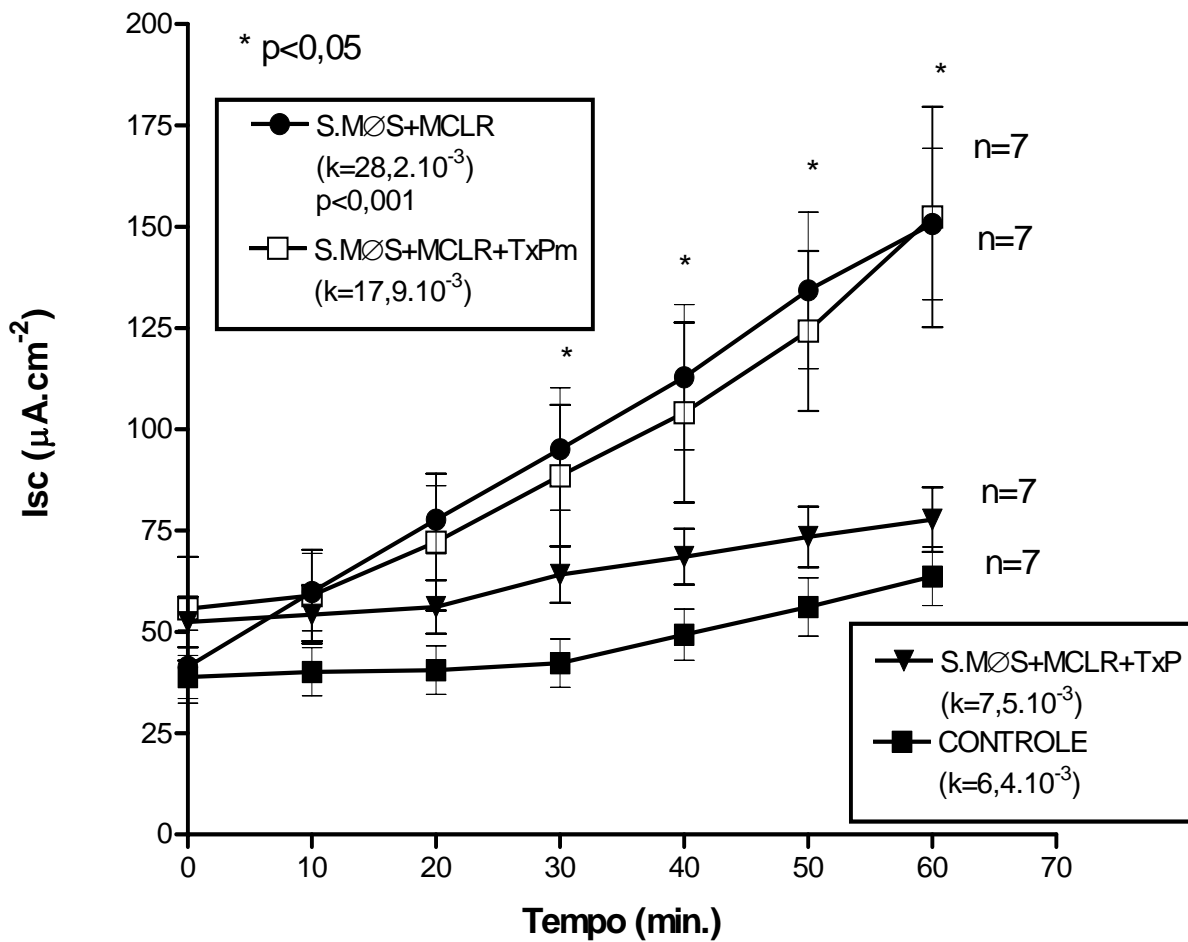 * p<0,05
S.M∅S+MCLR
(k=28,2.10⁻³)
p<0,001
S.M∅S+MCLR+TxPm
(k=17,9.10⁻³)
*
*
*
*
n=7
n=7
n=7
n=7
S.M∅S+MCLR+TxP
(k=7,5.10⁻³)
CONTROLE
(k=6,4.10⁻³)
Isc (μA.cm⁻²)
200
175
150
125
100
75
50
25
0
0 10 20 30 40 50 60 70
Tempo (min.)